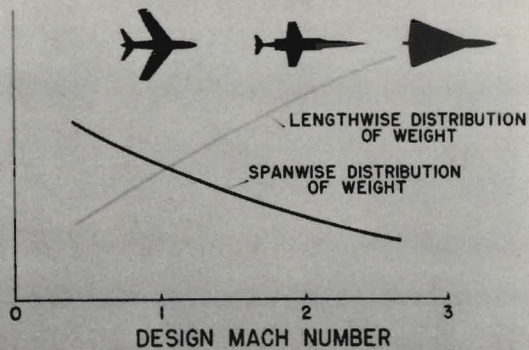 LENGTHWISE DISTRIBUTION
OF WEIGHT
SPANWISE DISTRIBUTION
OF WEIGHT
0
1
2
3
DESIGN MACH NUMBER